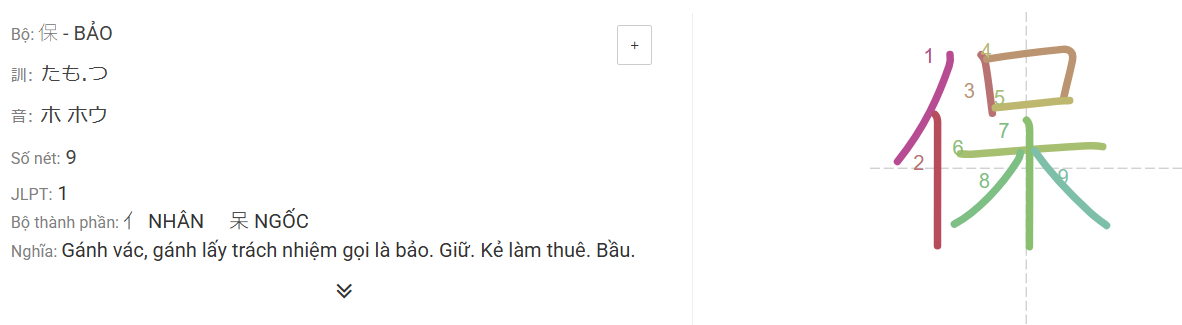 Bộ: 保 - BẢO
+
訓: たも.つ
音: ホ ホウ
Số nét: 9
JLPT: 1
Bộ thành phần: 亻 NHÂN 呆 NGỐC
Nghĩa: Gánh vác, gánh lấy trách nhiệm gọi là bảo. Giữ. Kẻ làm thuê. Bầu.
保
1
2
3
4
5
6
7
8
9